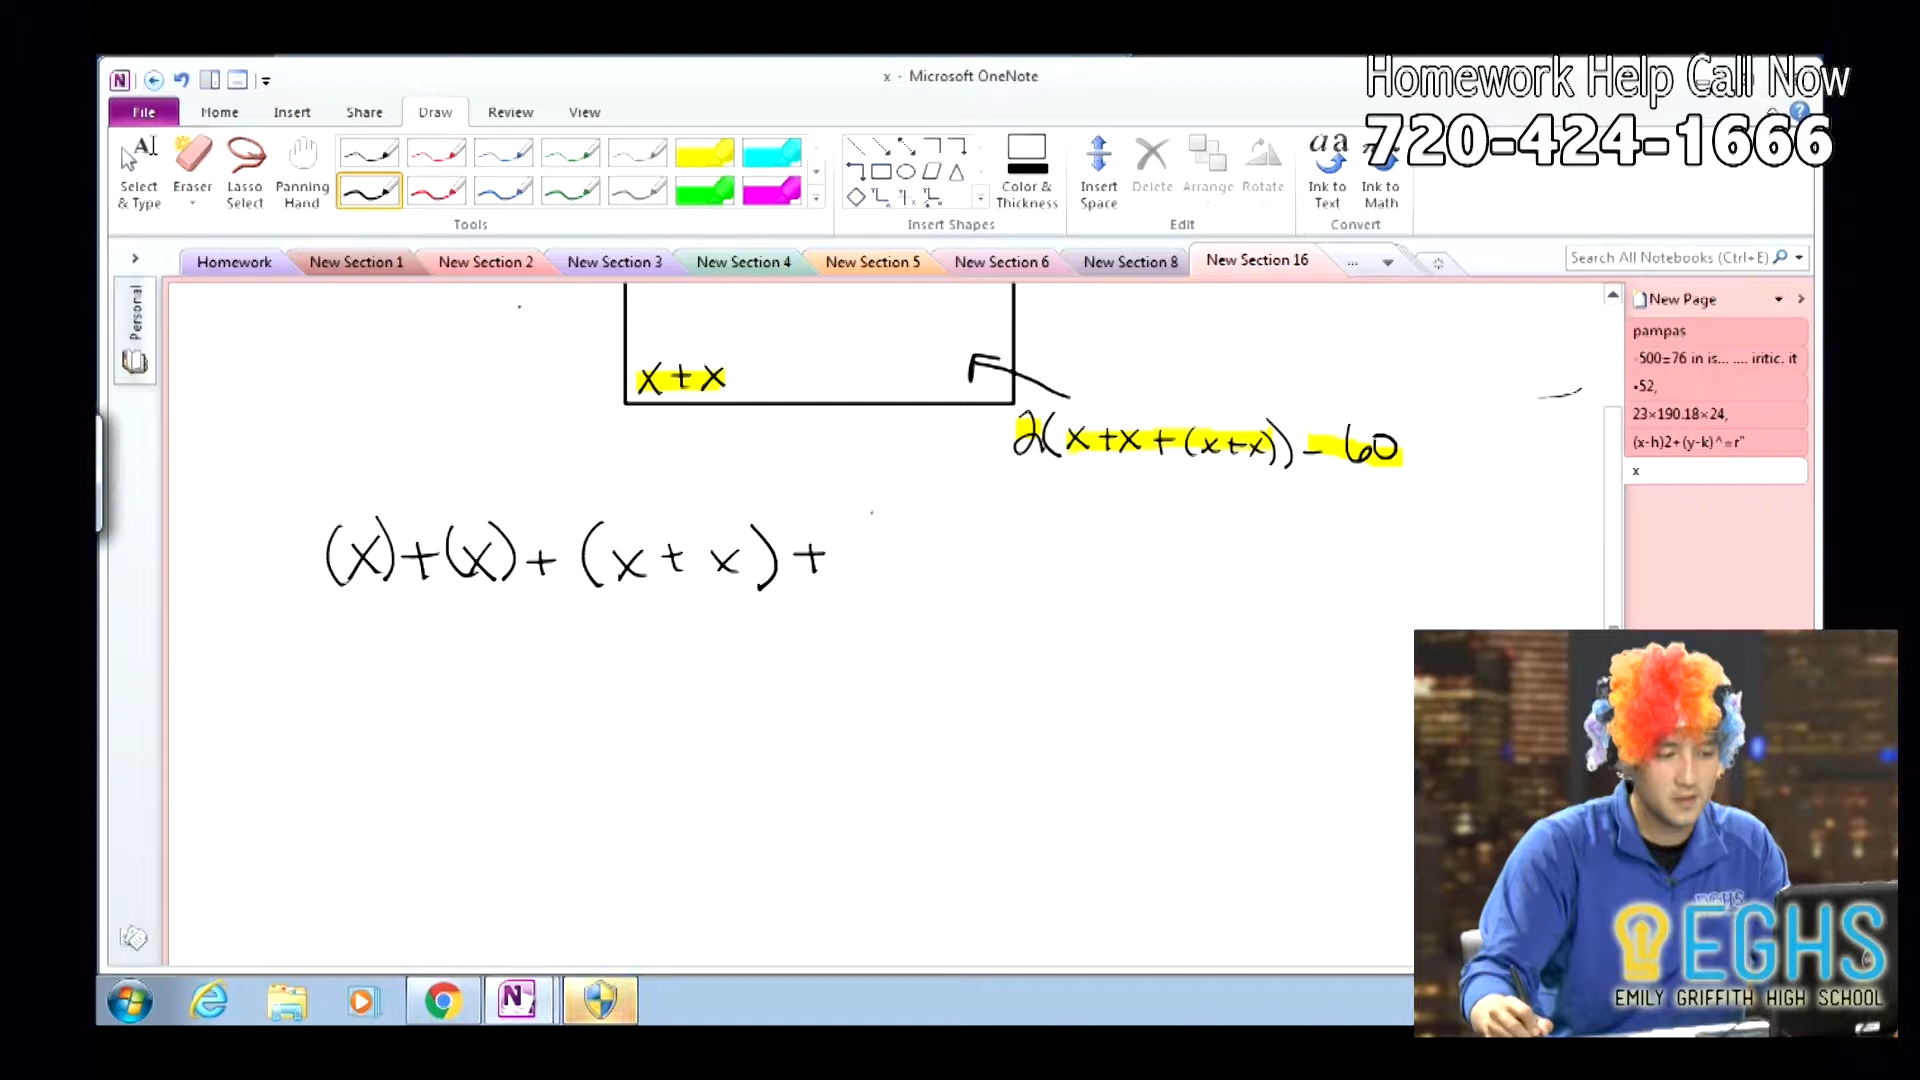 x - Microsoft OneNote
Homework Help Call Now
720-424-1666
File Home Insert Share Draw Review View
Select & Type
Eraser
Lasso Select
Panning Hand
Tools
Insert Shapes
Color & Thickness
Insert Space
Delete
Arrange
Rotate
Edit
Ink to Text
Ink to Math
Convert
Homework New Section 1 New Section 2 New Section 3 New Section 4 New Section 5 New Section 6 New Section 8 New Section 16 ...
Search All Notebooks (Ctrl+E)
Personal
New Page
pampas
-500=76 in is... .... iritic. it
•52,
23×190.18×24,
(x-h)2+(y-k)^=r"
x
x + x
2(x+x+(x+x)) - 60
(x)+(x)+(x+x)+
EGHS
EGHS
EMILY GRIFFITH HIGH SCHOOL